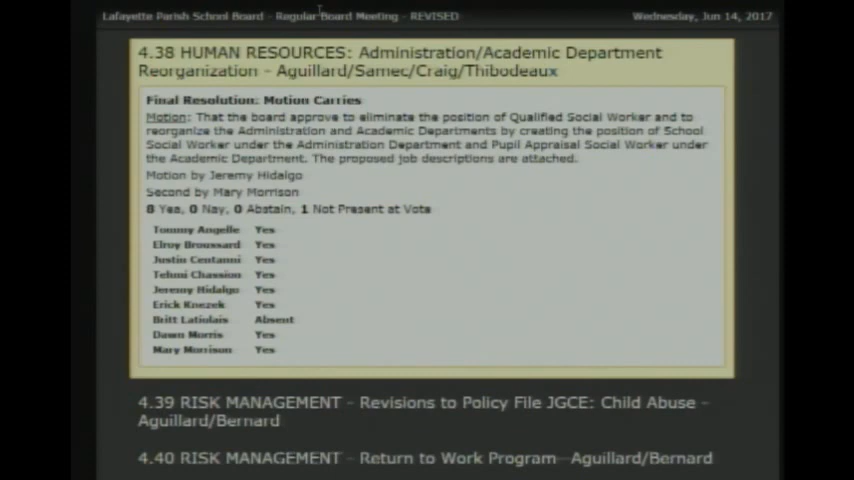 Lafayette Parish School Board - Regular Board Meeting - REVISED
Wednesday, Jun 14, 2017
4.38 HUMAN RESOURCES: Administration/Academic Department
Reorganization - Aguillard/Samec/Craig/Thibodeaux
Final Resolution: Motion Carries
Motion: That the board approve to eliminate the position of Qualified Social Worker and to
reorganize the Administration and Academic Departments by creating the position of School
Social Worker under the Administration Department and Pupil Appraisal Social Worker under
the Academic Department. The proposed job descriptions are attached.
Motion by Jeremy Hidalgo
Second by Mary Morrison
8 Yea, 0 Nay, 0 Abstain, 1 Not Present at Vote
Tommy Angelle Yes
Elroy Broussard Yes
Justin Centanni Yes
Tehmi Chassion Yes
Jeremy Hidalgo Yes
Erick Knezek Yes
Britt Latiolais Absent
Dawn Morris Yes
Mary Morrison Yes
4.39 RISK MANAGEMENT - Revisions to Policy File JGCE: Child Abuse -
Aguillard/Bernard
4.40 RISK MANAGEMENT - Return to Work Program- Aguillard/Bernard